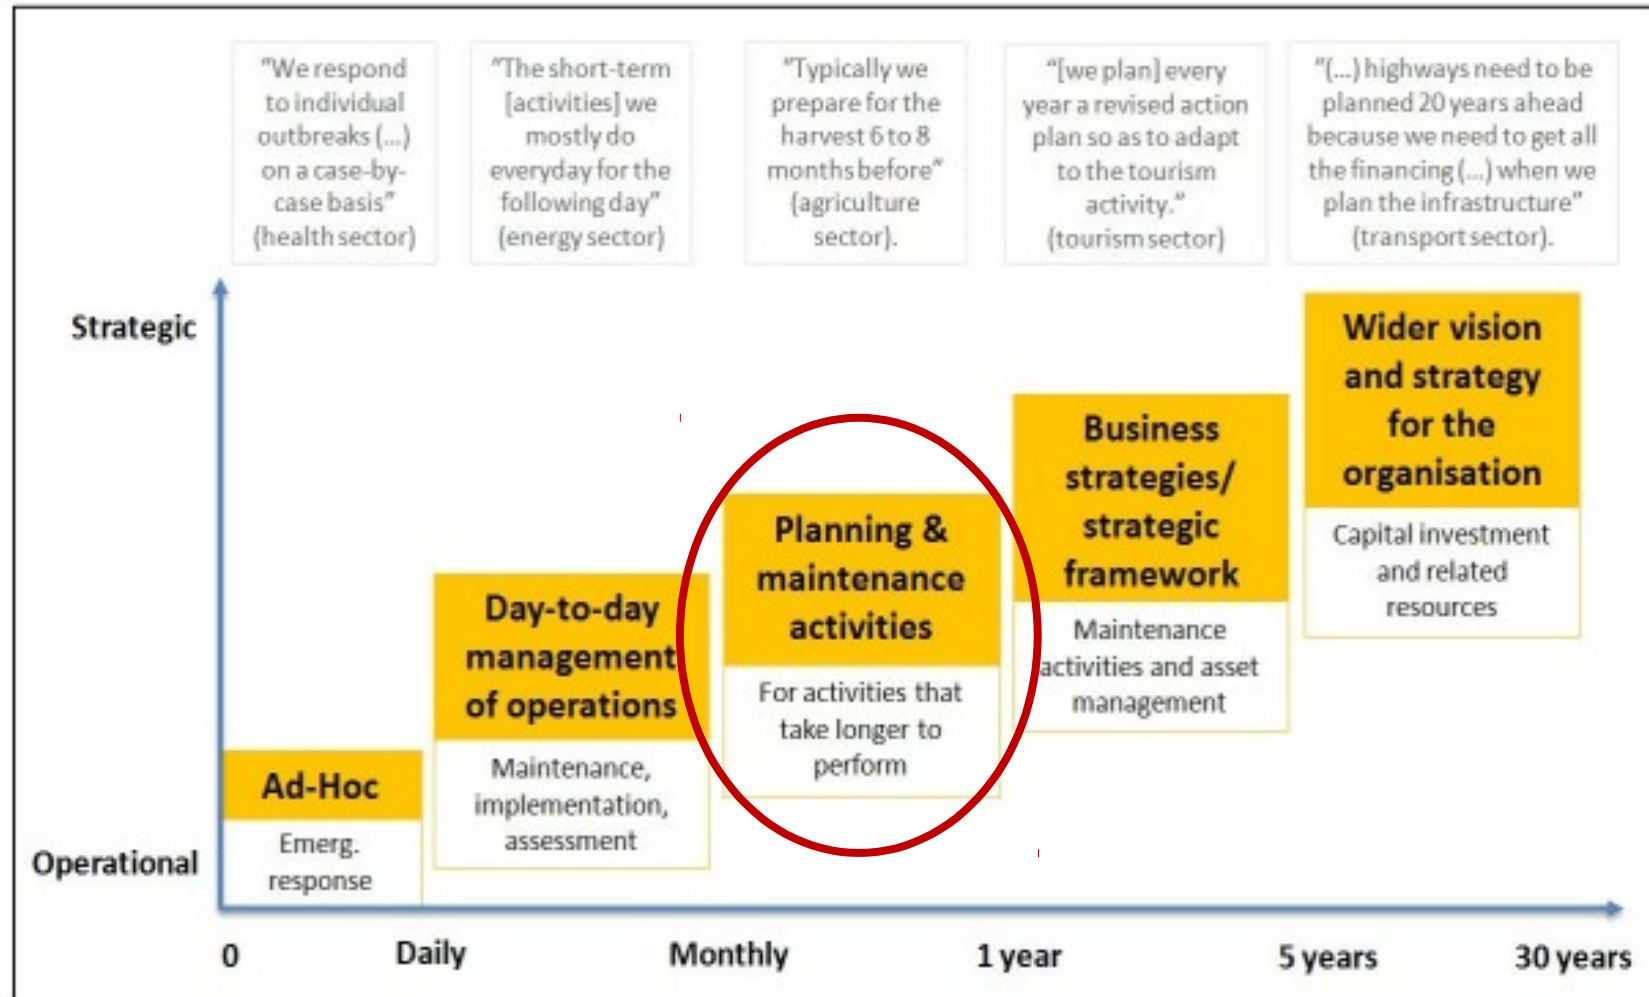 "We respond
to individual
outbreaks (...)
on a case-by-
case basis"
(health sector)
"The short-term
[activities] we
mostly do
everyday for the
following day"
(energy sector)
"Typically we
prepare for the
harvest 6 to 8
months before"
(agriculture
sector).
"[we plan] every
year a revised action
plan so as to adapt
to the tourism
activity."
(tourism sector)
"(...) highways need to be
planned 20 years ahead
because we need to get all
the financing (...) when we
plan the infrastructure"
(transport sector).
Strategic
Operational
Ad-Hoc
Emerg.
response
Day-to-day
management
of operations
Maintenance,
implementation,
assessment
Planning &
maintenance
activities
For activities that
take longer to
perform
Business
strategies/
strategic
framework
Maintenance
activities and asset
management
Wider vision
and strategy
for the
organisation
Capital investment
and related
resources
0
Daily
Monthly
1 year
5 years
30 years